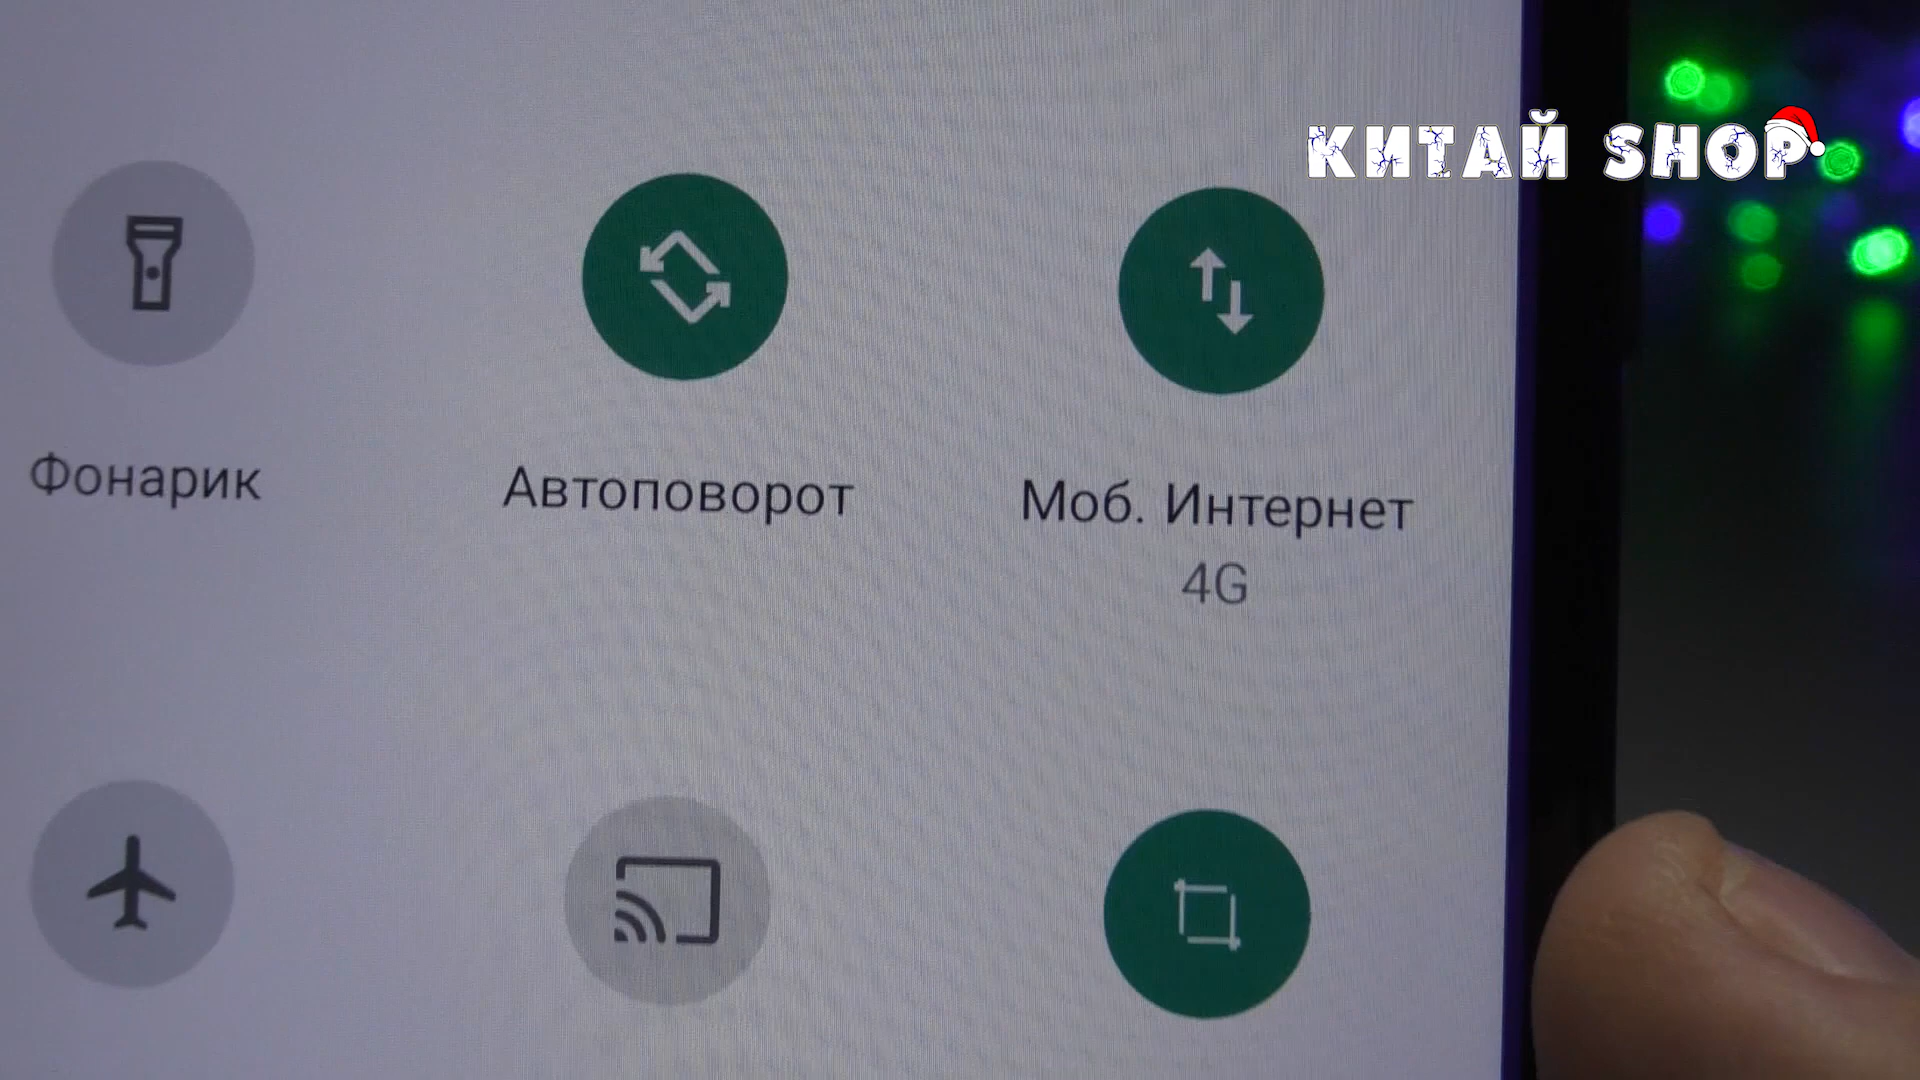 КИТАЙ SHOP
Фонарик
Автоповорот
Моб. Интернет
4G